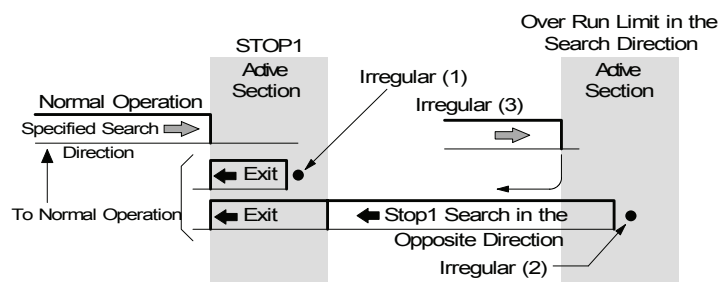 Over Run Limit in the
Search Direction
STOP1
Active
Section
Active
Section
Irregular (1)
Normal Operation
Irregular (3)
Specified Search
Direction
Exit
To Normal Operation
Exit
Stop1 Search in the
Opposite Direction
Irregular (2)